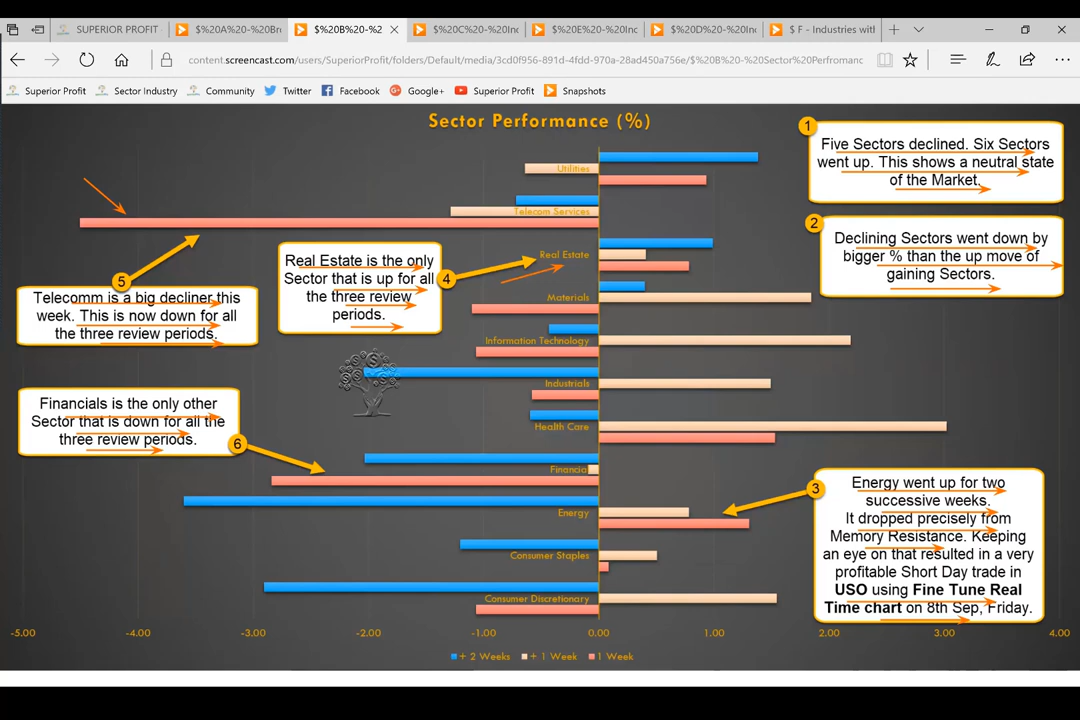 SUPERIOR PROFIT
$%20A%20-%20Br
$%20B%20-%2
$%20C%20-%20Inc
$%20E%20-%20Inc
$%20D%20-%20Inc
$ F - Industries with
content.screencast.com/users/SuperiorProfit/folders/Default/media/3cd0f956-891d-4fdd-970a-28ad450a756e/$%20B%20-%20Sector%20Perfromanc
Superior Profit
Sector Industry
Community
Twitter
Facebook
Google+
Superior Profit
Snapshots
Sector Performance (%)
1
Five Sectors declined. Six Sectors
went up. This shows a neutral state
of the Market.
2
Declining Sectors went down by
bigger % than the up move of
gaining Sectors.
Utilities
Telecom Services
Real Estate
Materials
Information Technology
Industrials
Health Care
Financial
Energy
Consumer Staples
Consumer Discretionary
4
Real Estate is the only
Sector that is up for all
the three review
periods.
5
Telecomm is a big decliner this
week. This is now down for all
the three review periods.
Financials is the only other
Sector that is down for all the
three review periods.
6
3
Energy went up for two
successive weeks.
It dropped precisely from
Memory Resistance. Keeping
an eye on that resulted in a very
profitable Short Day trade in
USO using Fine Tune Real
Time chart on 8th Sep, Friday.
-5.00 -4.00 -3.00 -2.00 -1.00 0.00 1.00 2.00 3.00 4.00
+ 2 Weeks + 1 Week 1 Week